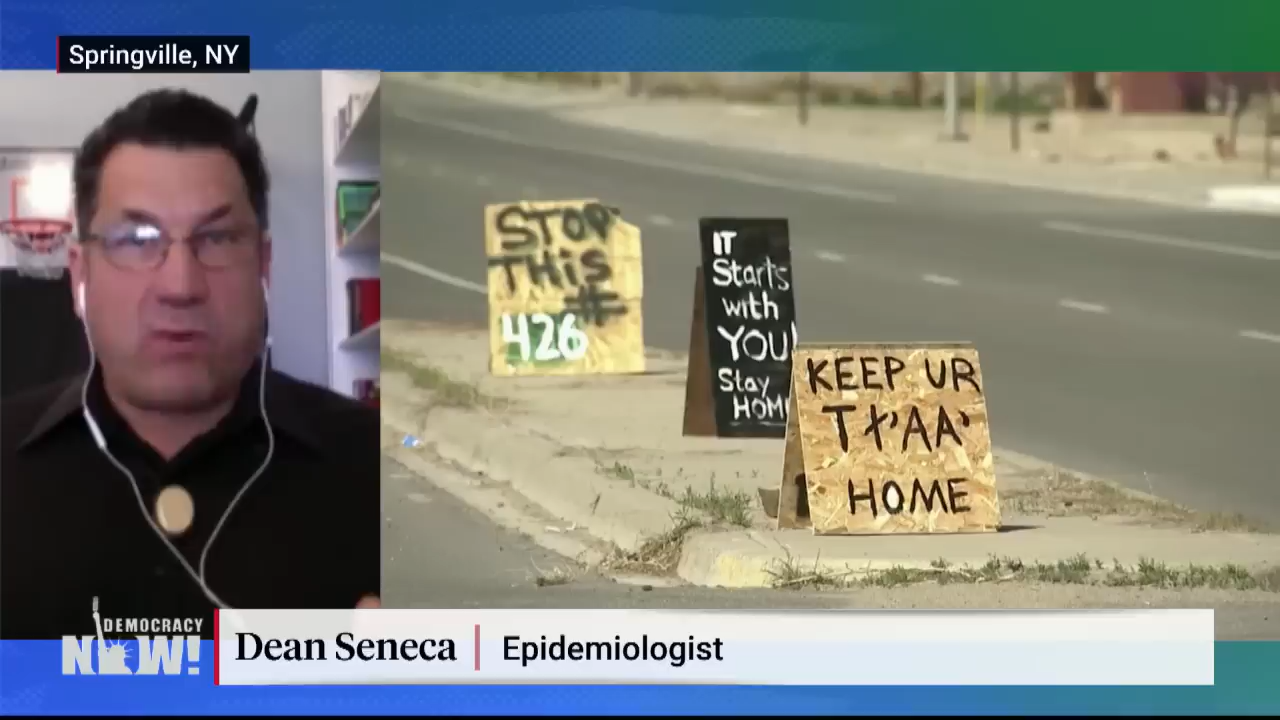 Springville, NY
STOP
THIS
#
426
IT
Starts
with
YOU!
Stay
HOME
KEEP UR
TŁ'AA'
HOME
DEMOCRACY
NOW!
Dean Seneca
Epidemiologist